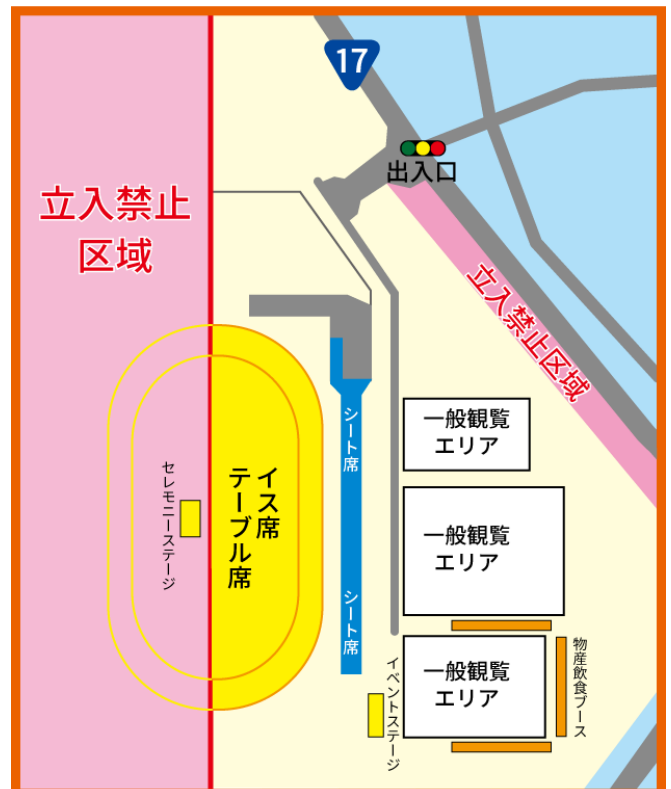 17
出入口
立入禁止
区域
立入禁止区域
シート席
一般観覧
エリア
イス席
テーブル席
セレモニーステージ
一般観覧
エリア
シート席
一般観覧
エリア
イベントステージ
物産飲食ブース